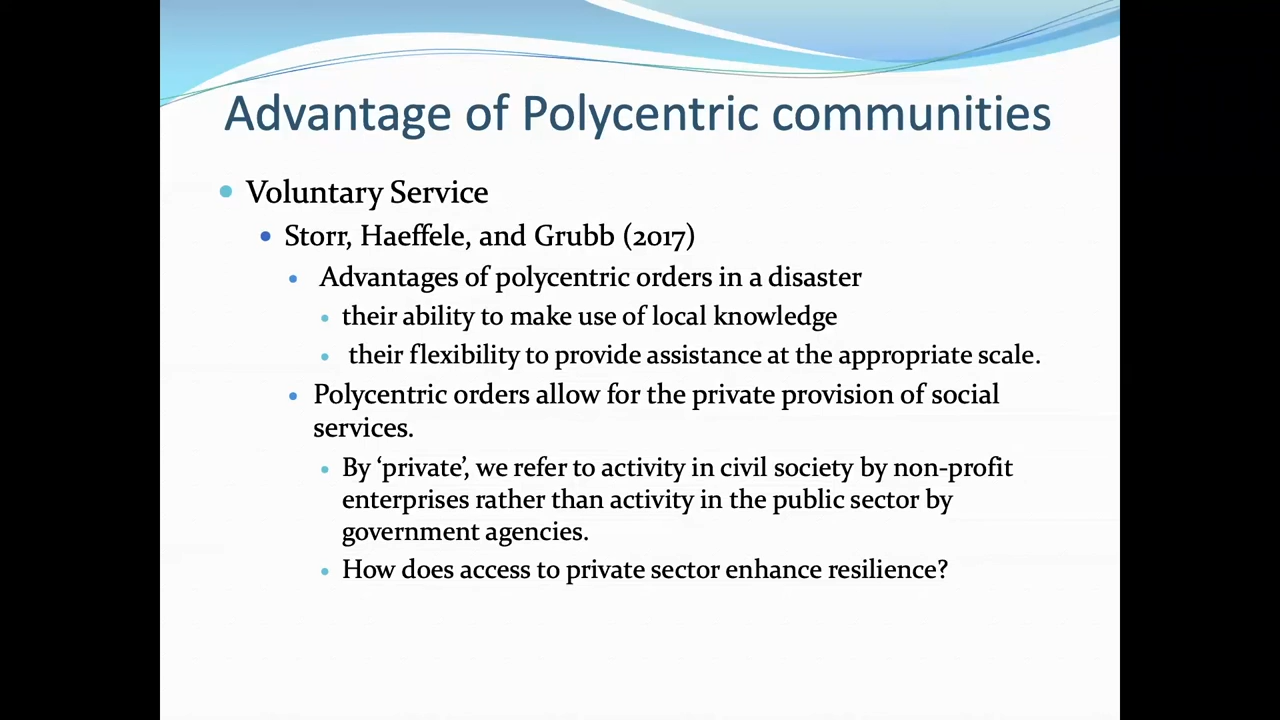 Advantage of Polycentric communities
Voluntary Service
Storr, Haeffele, and Grubb (2017)
Advantages of polycentric orders in a disaster
their ability to make use of local knowledge
their flexibility to provide assistance at the appropriate scale.
Polycentric orders allow for the private provision of social
services.
By ‘private’, we refer to activity in civil society by non-profit
enterprises rather than activity in the public sector by
government agencies.
How does access to private sector enhance resilience?